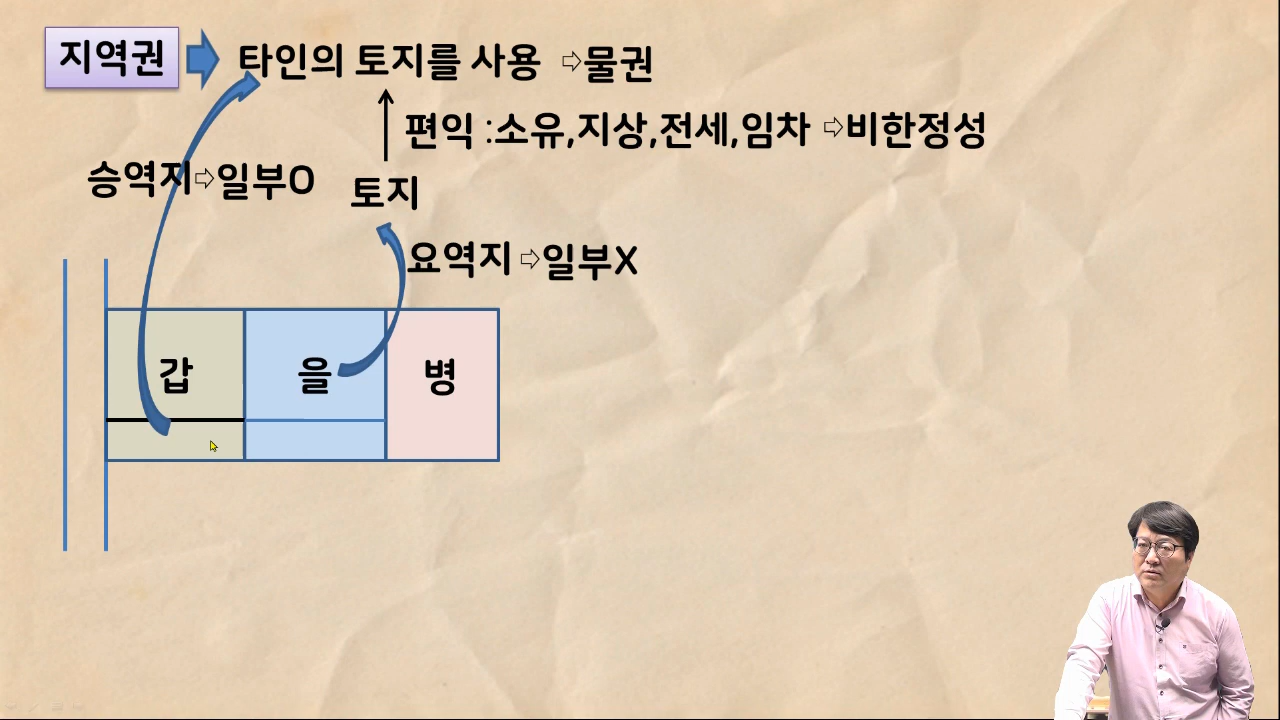 지역권 타인의 토지를 사용 ⇨물권
편익 :소유,지상,전세,임차 ⇨비한정성
승역지⇨일부O 토지
요역지 ⇨일부X
갑 을 병